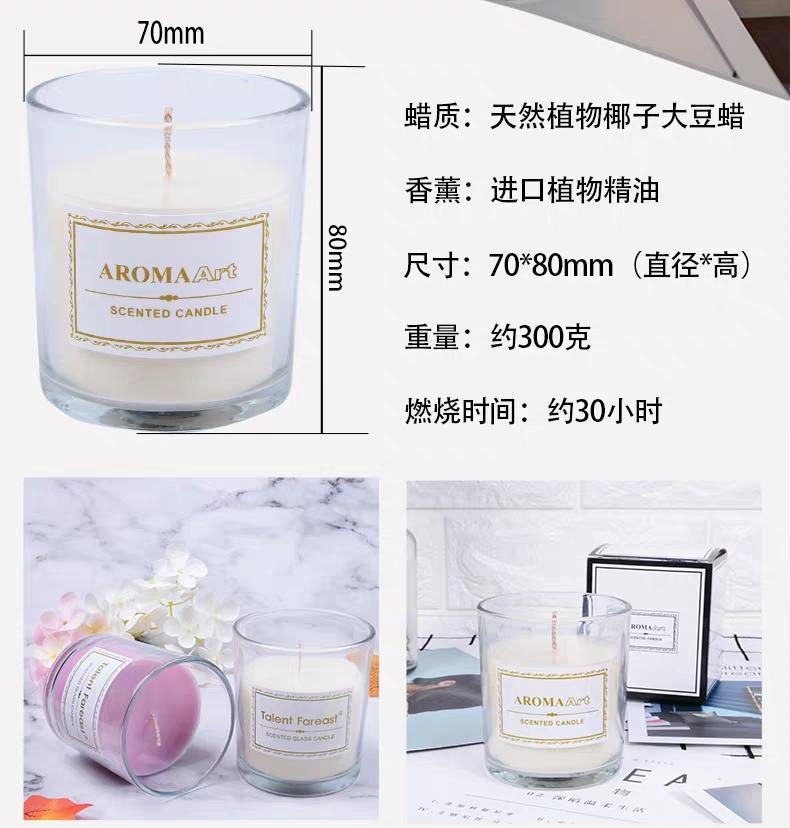 70mm
80mm
AROMAArt
SCENTED CANDLE
蜡质：天然植物椰子大豆蜡
香薰：进口植物精油
尺寸：70*80mm（直径*高）
重量：约300克
燃烧时间：约30小时
Talent Fareast
Talent Fareast®
SCENTED GLASS CANDLE
AROMAArt
SCENTED CANDLE
AROMAArt
SCENTED CANDLE
EA
物